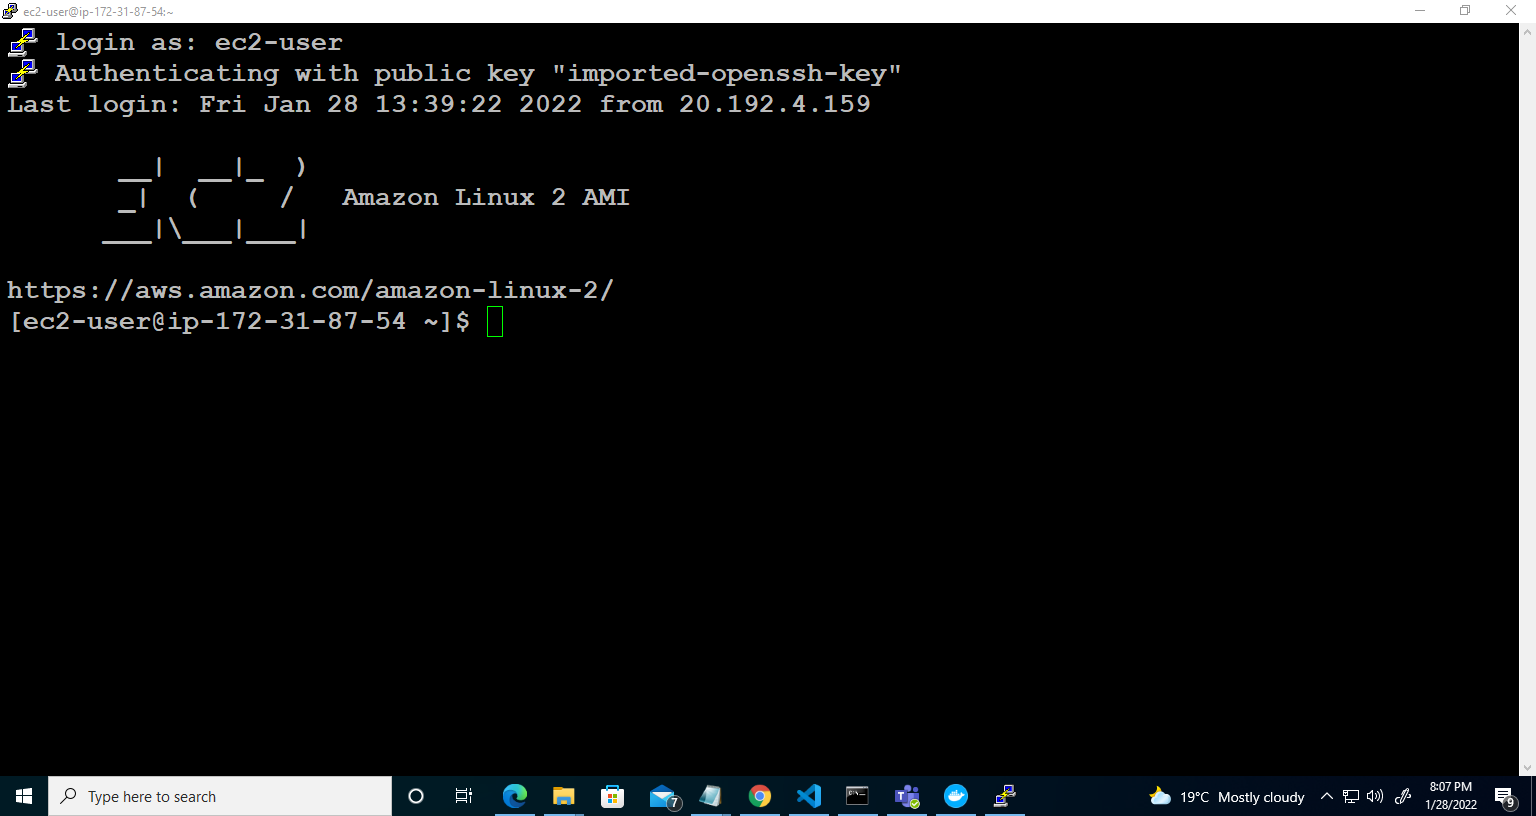 ec2-user@ip-172-31-87-54:~
login as: ec2-user
Authenticating with public key "imported-openssh-key"
Last login: Fri Jan 28 13:39:22 2022 from 20.192.4.159
__|  __|_  )
_|  (     /   Amazon Linux 2 AMI
___|\___|___|
https://aws.amazon.com/amazon-linux-2/
[ec2-user@ip-172-31-87-54 ~]$
Type here to search
7
19°C Mostly cloudy
8:07 PM
1/28/2022
9